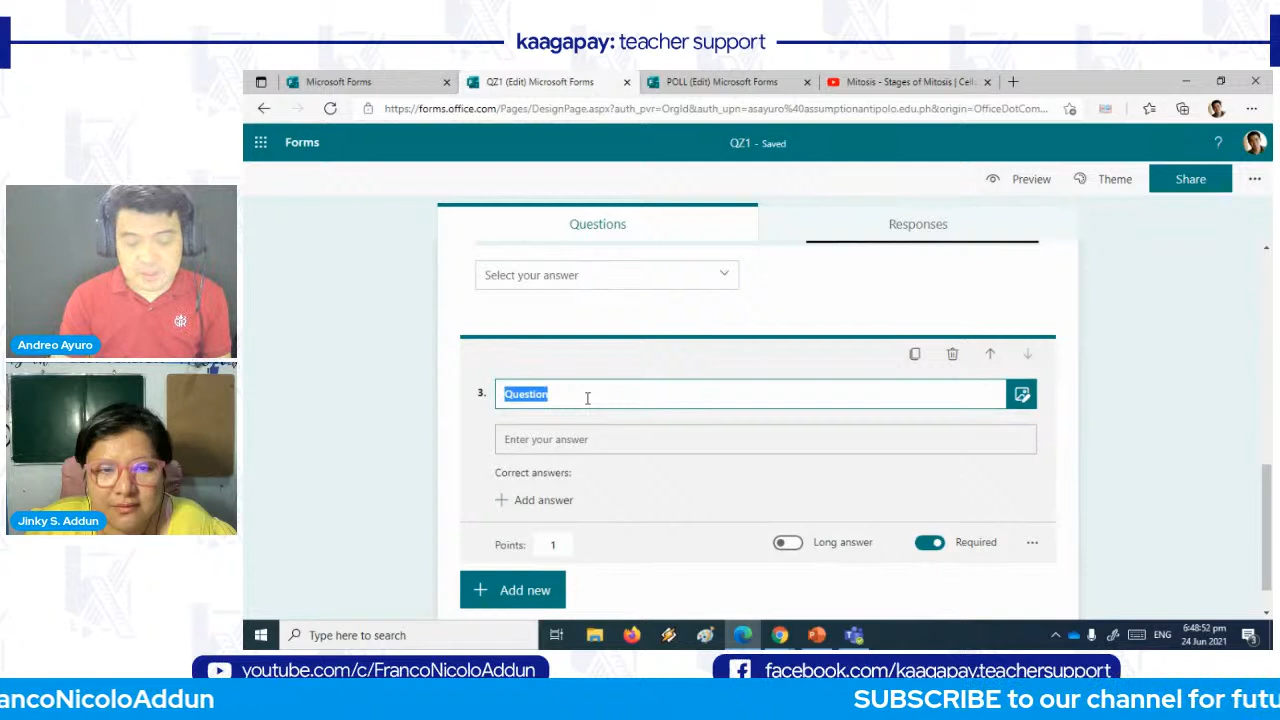 kaagapay: teacher support
Microsoft Forms
QZ1 (Edit) Microsoft Forms
POLL (Edit) Microsoft Forms
Mitosis - Stages of Mitosis | Cel
https://forms.office.com/Pages/DesignPage.aspx?auth_pvr=OrgId&auth_upn=asayuro%40assumptionantipolo.edu.ph&origin=OfficeDotCom...
Forms
QZ1 - Saved
?
Preview
Theme
Share
Questions
Responses
Select your answer
3.
Question
Enter your answer
Correct answers:
Add answer
Points: 1
Long answer
Required
Add new
Andreo Ayuro
Jinky S. Addun
Type here to search
ENG
6:48:52 pm
24 Jun 2021
3
youtube.com/c/FrancoNicoloAddun
facebook.com/kaagapay.teachersupport
ancoNicoloAddun
SUBSCRIBE to our channel for futu